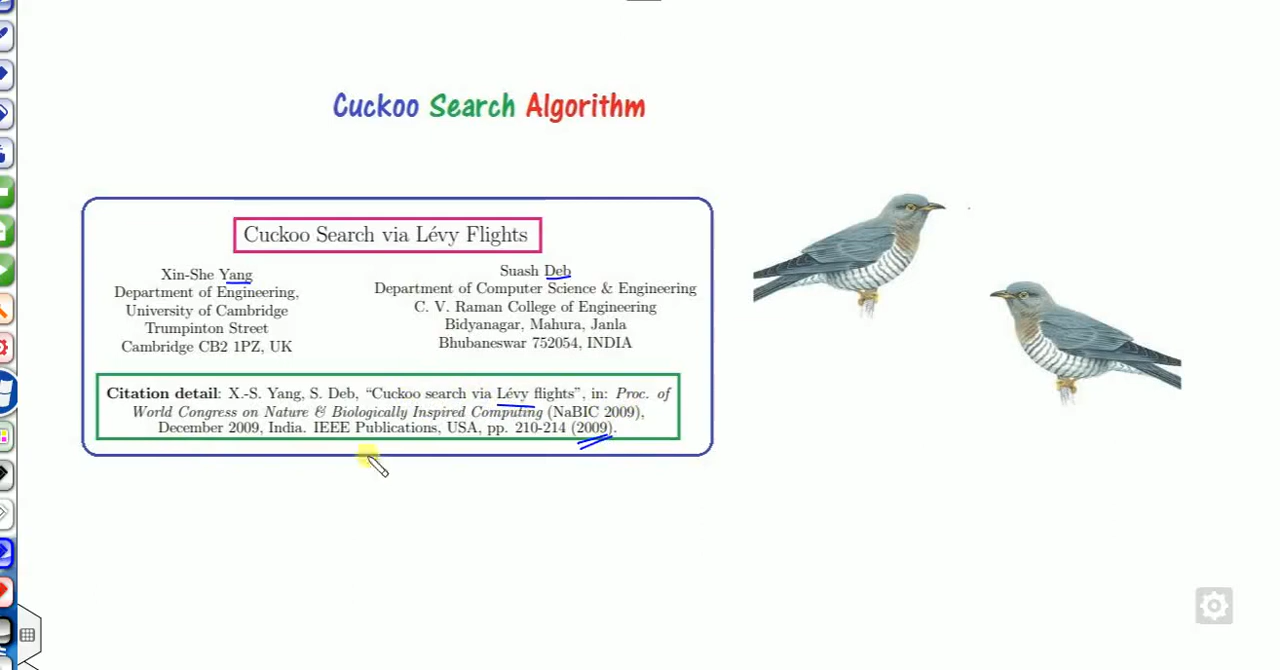 Cuckoo Search Algorithm
Cuckoo Search via Lévy Flights
Xin-She Yang
Department of Engineering,
University of Cambridge
Trumpinton Street
Cambridge CB2 1PZ, UK
Suash Deb
Department of Computer Science & Engineering
C. V. Raman College of Engineering
Bidyanagar, Mahura, Janla
Bhubaneswar 752054, INDIA
Citation detail: X.-S. Yang, S. Deb, “Cuckoo search via Lévy flights”, in: Proc. of
World Congress on Nature & Biologically Inspired Computing (NaBIC 2009),
December 2009, India. IEEE Publications, USA, pp. 210-214 (2009).